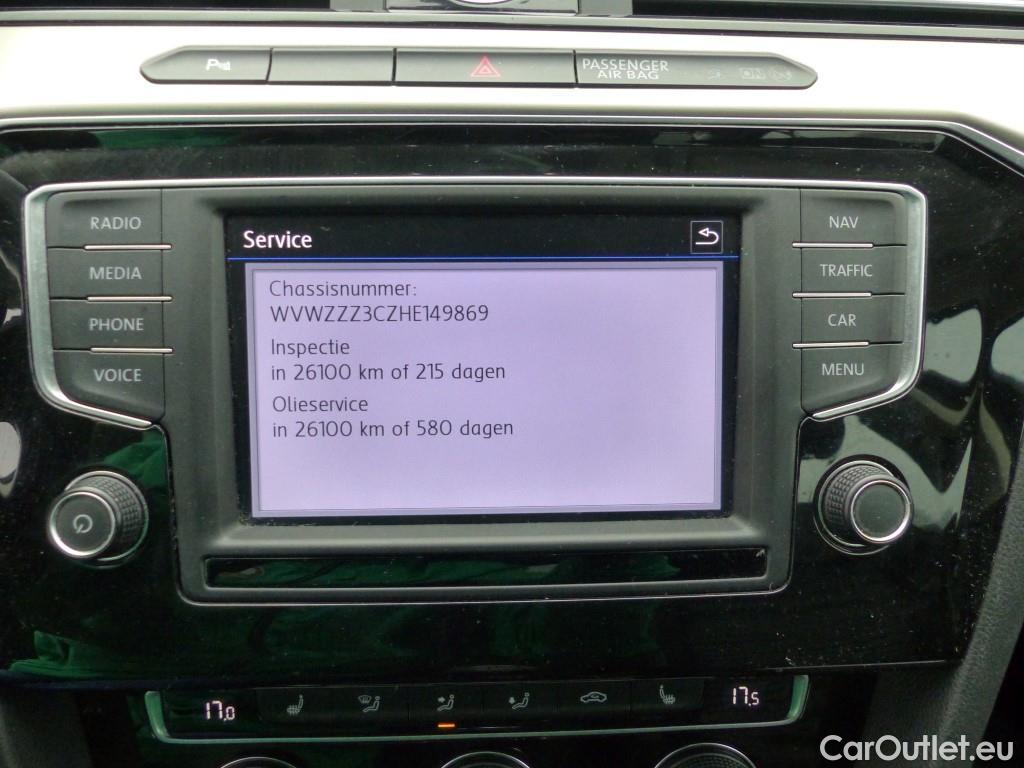 PASSENGER
AIR BAG
ON
RADIO
MEDIA
PHONE
VOICE
Service
Chassisnummer:
WVWZZZ3CZHE149869
Inspectie
in 26100 km of 215 dagen
Olieservice
in 26100 km of 580 dagen
NAV
TRAFFIC
CAR
MENU
17.0
17.5
CarOutlet.eu